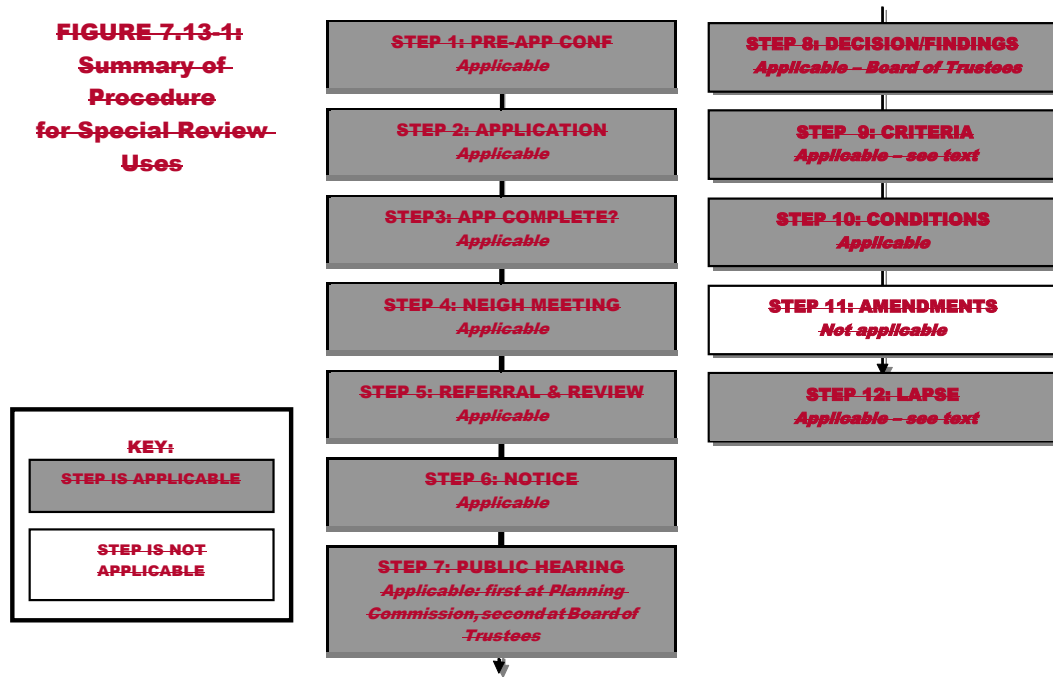 FIGURE 7.13-1:
Summary of
Procedure
for Special Review
Uses
STEP 1: PRE-APP CONF
Applicable
STEP 2: APPLICATION
Applicable
STEP3: APP COMPLETE?
Applicable
STEP 4: NEIGH MEETING
Applicable
STEP 5: REFERRAL & REVIEW
Applicable
STEP 6: NOTICE
Applicable
STEP 7: PUBLIC HEARING
Applicable: first at Planning
Commission, second at Board of
Trustees
STEP 8: DECISION/FINDINGS
Applicable – Board of Trustees
STEP 9: CRITERIA
Applicable – see text
STEP 10: CONDITIONS
Applicable
STEP 11: AMENDMENTS
Not applicable
STEP 12: LAPSE
Applicable – see text
KEY:
STEP IS APPLICABLE
STEP IS NOT
APPLICABLE